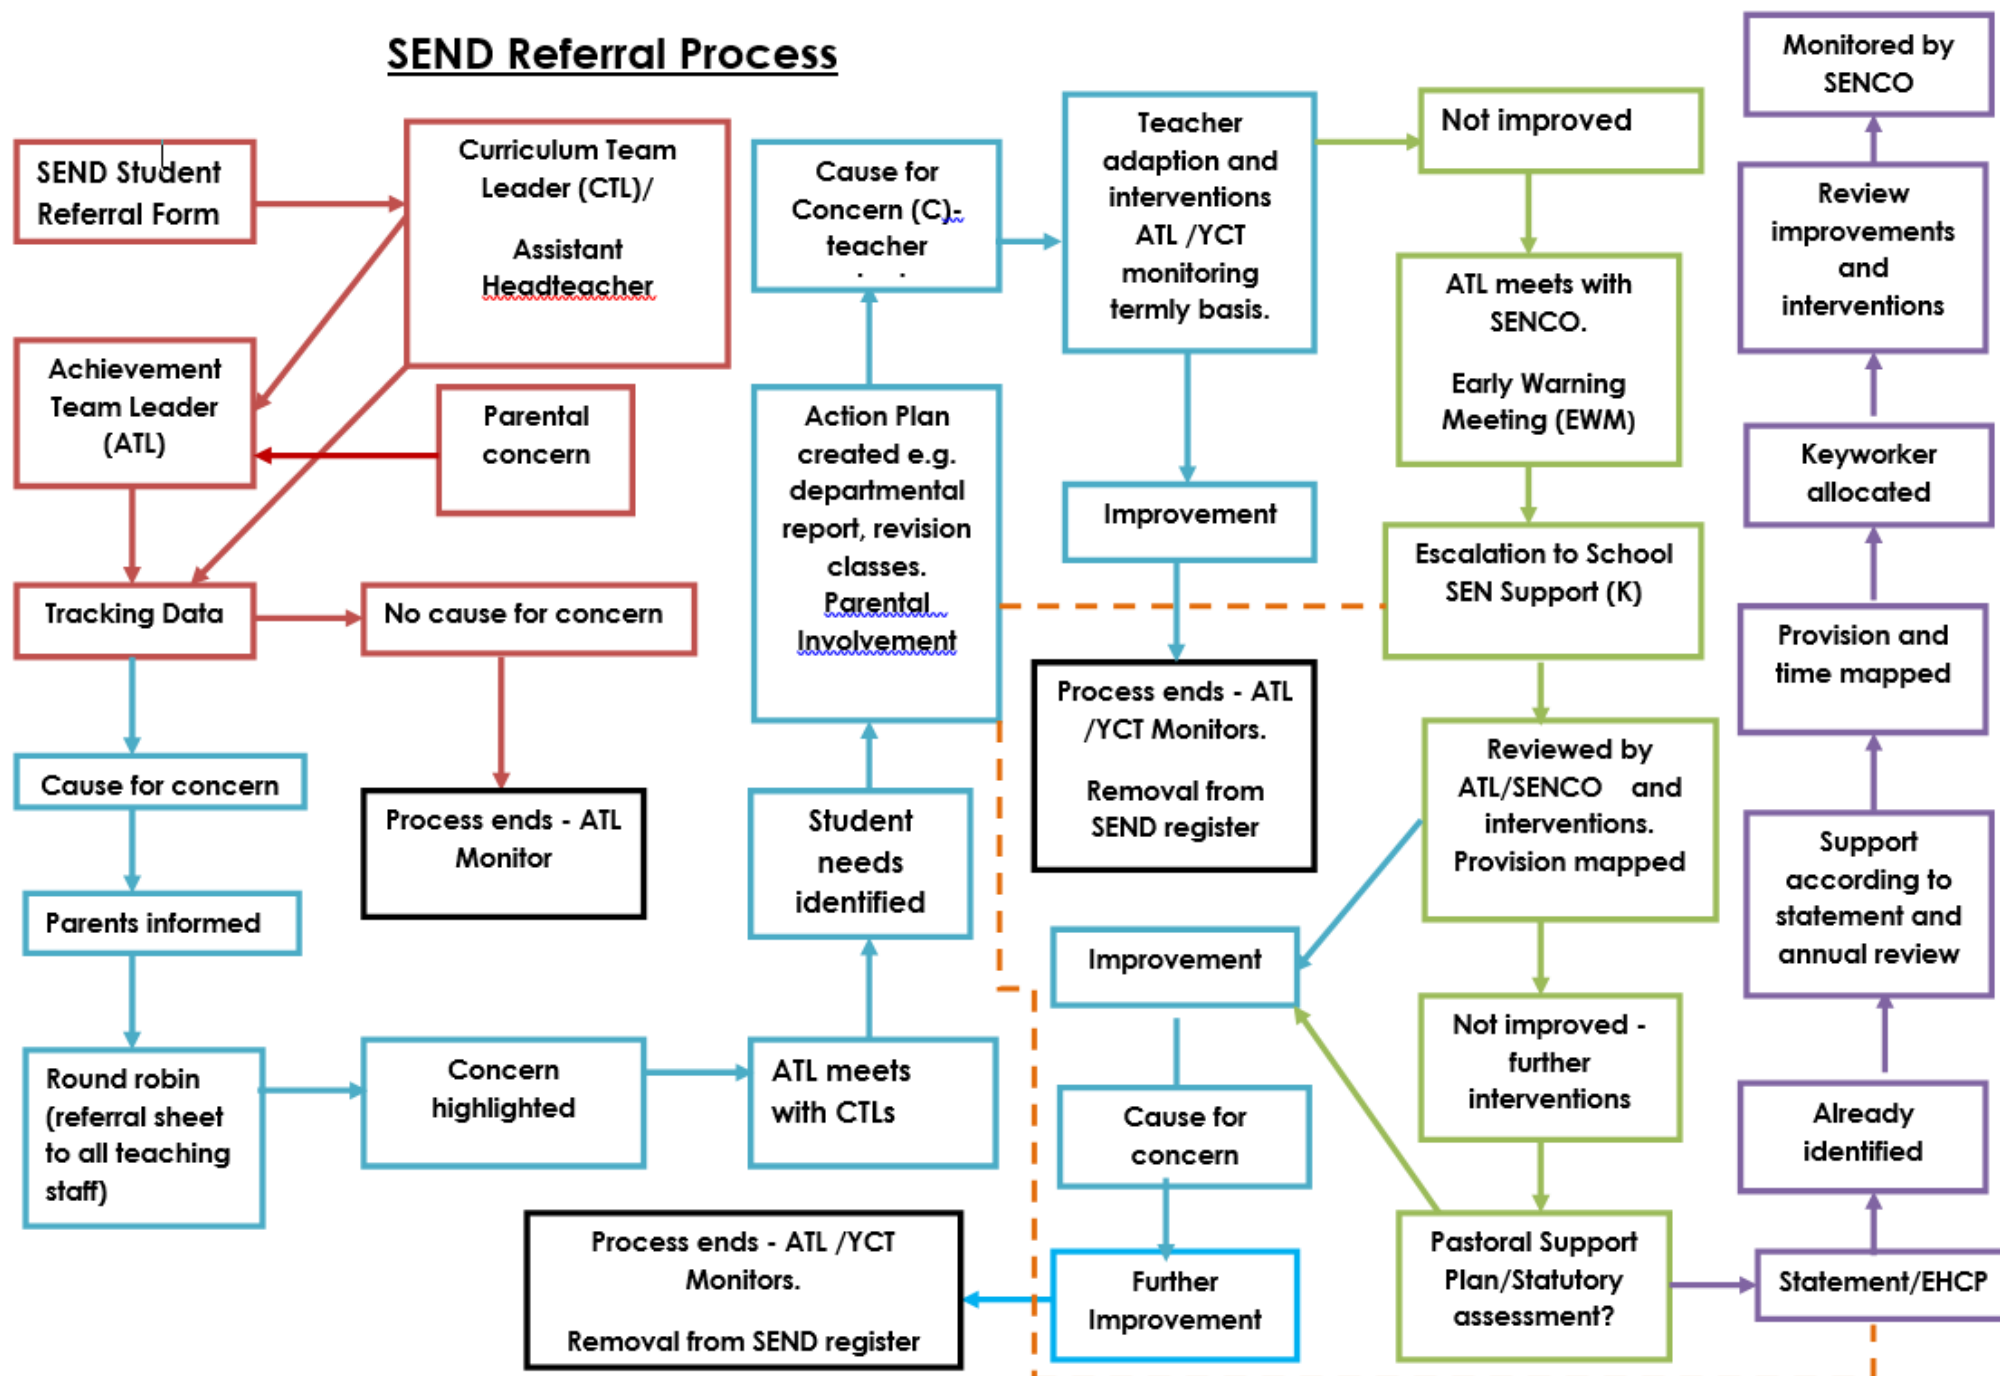 SEND Referral Process
SEND Student
Referral Form
Curriculum Team
Leader (CTL)/
Assistant
Headteacher
Achievement
Team Leader
(ATL)
Parental
concern
Tracking Data
No cause for concern
Cause for concern
Process ends - ATL
Monitor
Parents informed
Round robin
(referral sheet
to all teaching
staff)
Concern
highlighted
ATL meets
with CTLs
Student
needs
identified
Action Plan
created e.g.
departmental
report, revision
classes.
Parental
Involvement
Cause for
Concern (C)-
teacher
Teacher
adaption and
interventions
ATL /YCT
monitoring
termly basis.
Improvement
Process ends - ATL
/YCT Monitors.
Removal from
SEND register
Not improved
ATL meets with
SENCO.
Early Warning
Meeting (EWM)
Escalation to School
SEN Support (K)
Reviewed by
ATL/SENCO and
interventions.
Provision mapped
Improvement
Cause for
concern
Further
Improvement
Process ends - ATL /YCT
Monitors.
Removal from SEND register
Not improved -
further
interventions
Pastoral Support
Plan/Statutory
assessment?
Statement/EHCP
Already
identified
Support
according to
statement and
annual review
Provision and
time mapped
Keyworker
allocated
Review
improvements
and
interventions
Monitored by
SENCO